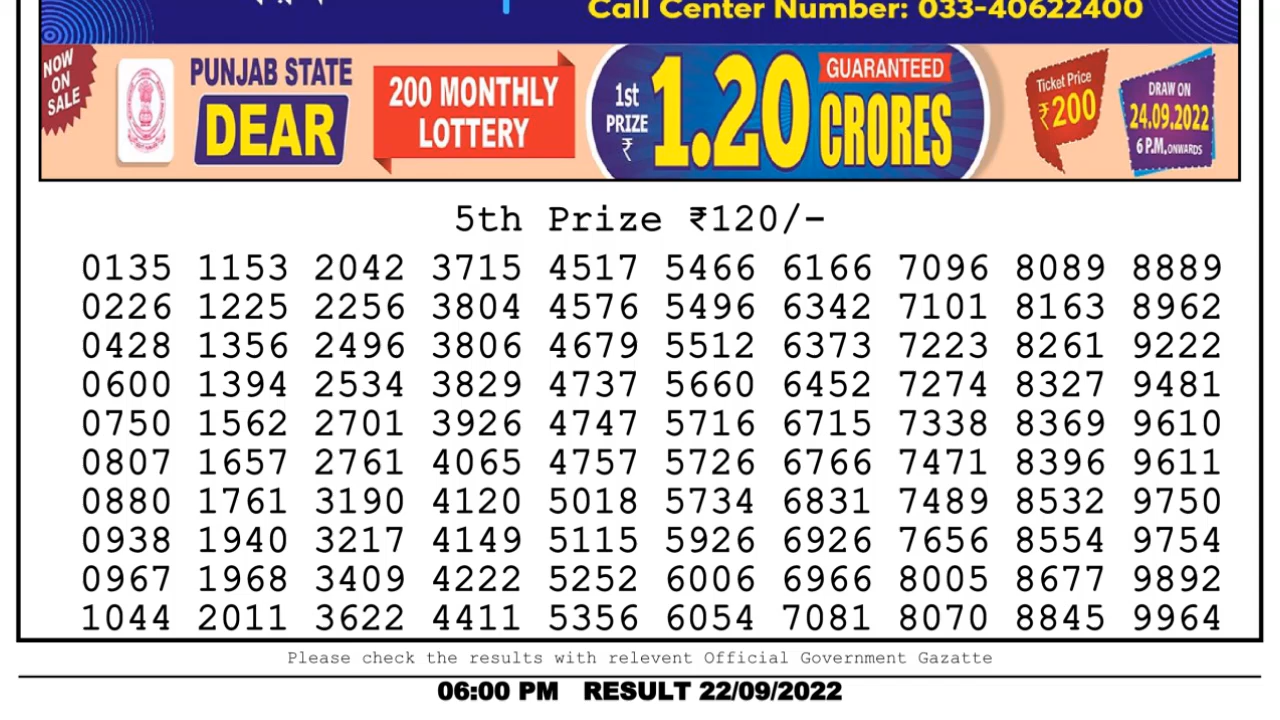 Call Center Number: 033-40622400
NOW
ON
SALE
PUNJAB STATE
DEAR
200 MONTHLY
LOTTERY
1st
PRIZE
₹
1.20
GUARANTEED
CRORES
Ticket Price
₹200
DRAW ON
24.09.2022
6 P.M. ONWARDS
5th Prize ₹120/-
0135 1153 2042 3715 4517 5466 6166 7096 8089 8889
0226 1225 2256 3804 4576 5496 6342 7101 8163 8962
0428 1356 2496 3806 4679 5512 6373 7223 8261 9222
0600 1394 2534 3829 4737 5660 6452 7274 8327 9481
0750 1562 2701 3926 4747 5716 6715 7338 8369 9610
0807 1657 2761 4065 4757 5726 6766 7471 8396 9611
0880 1761 3190 4120 5018 5734 6831 7489 8532 9750
0938 1940 3217 4149 5115 5926 6926 7656 8554 9754
0967 1968 3409 4222 5252 6006 6966 8005 8677 9892
1044 2011 3622 4411 5356 6054 7081 8070 8845 9964
Please check the results with relevent Official Government Gazatte
06:00 PM RESULT 22/09/2022